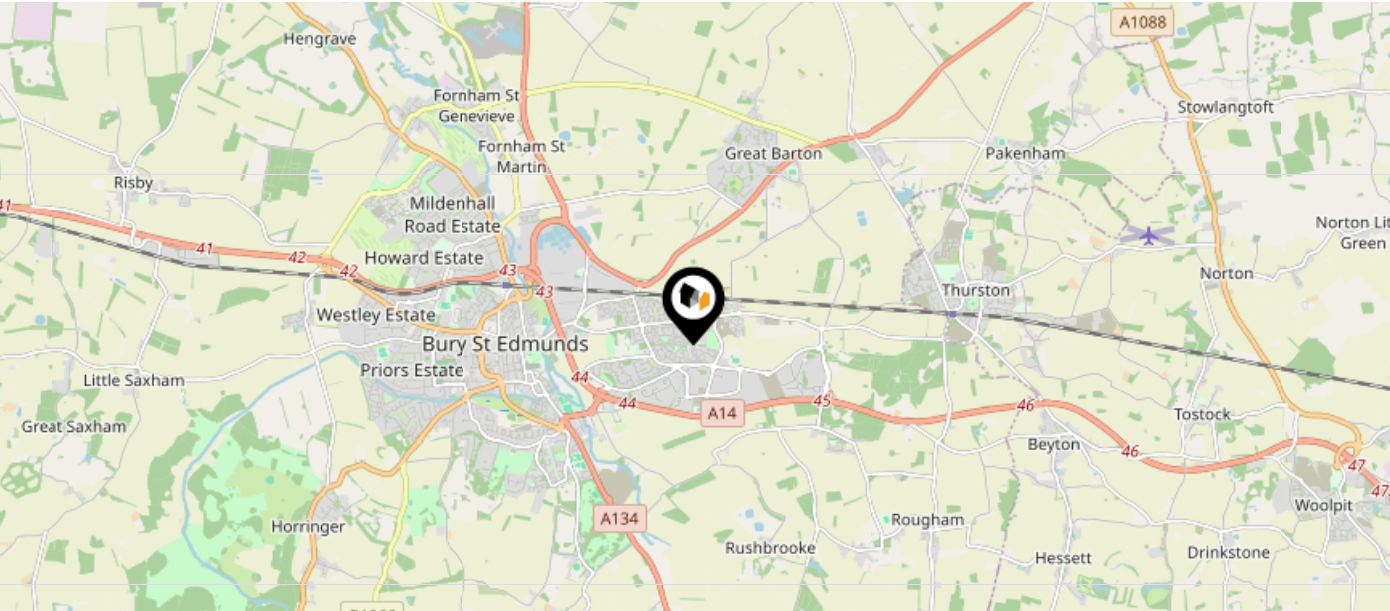 A1088
Hengrave
Fornham St
Genevieve
Stowlangtoft
Fornham St
Martin
Great Barton
Pakenham
Risby
Mildenhall
Road Estate
41
Norton Lit
Green
41
42
Howard Estate
42
43
Norton
43
Thurston
Westley Estate
Bury St Edmunds
Priors Estate
Little Saxham
44
44
A14
45
46
Tostock
Great Saxham
Beyton
46
47
47
Woolpit
A134
Horringer
Rougham
Rushbrooke
Hessett
Drinkstone